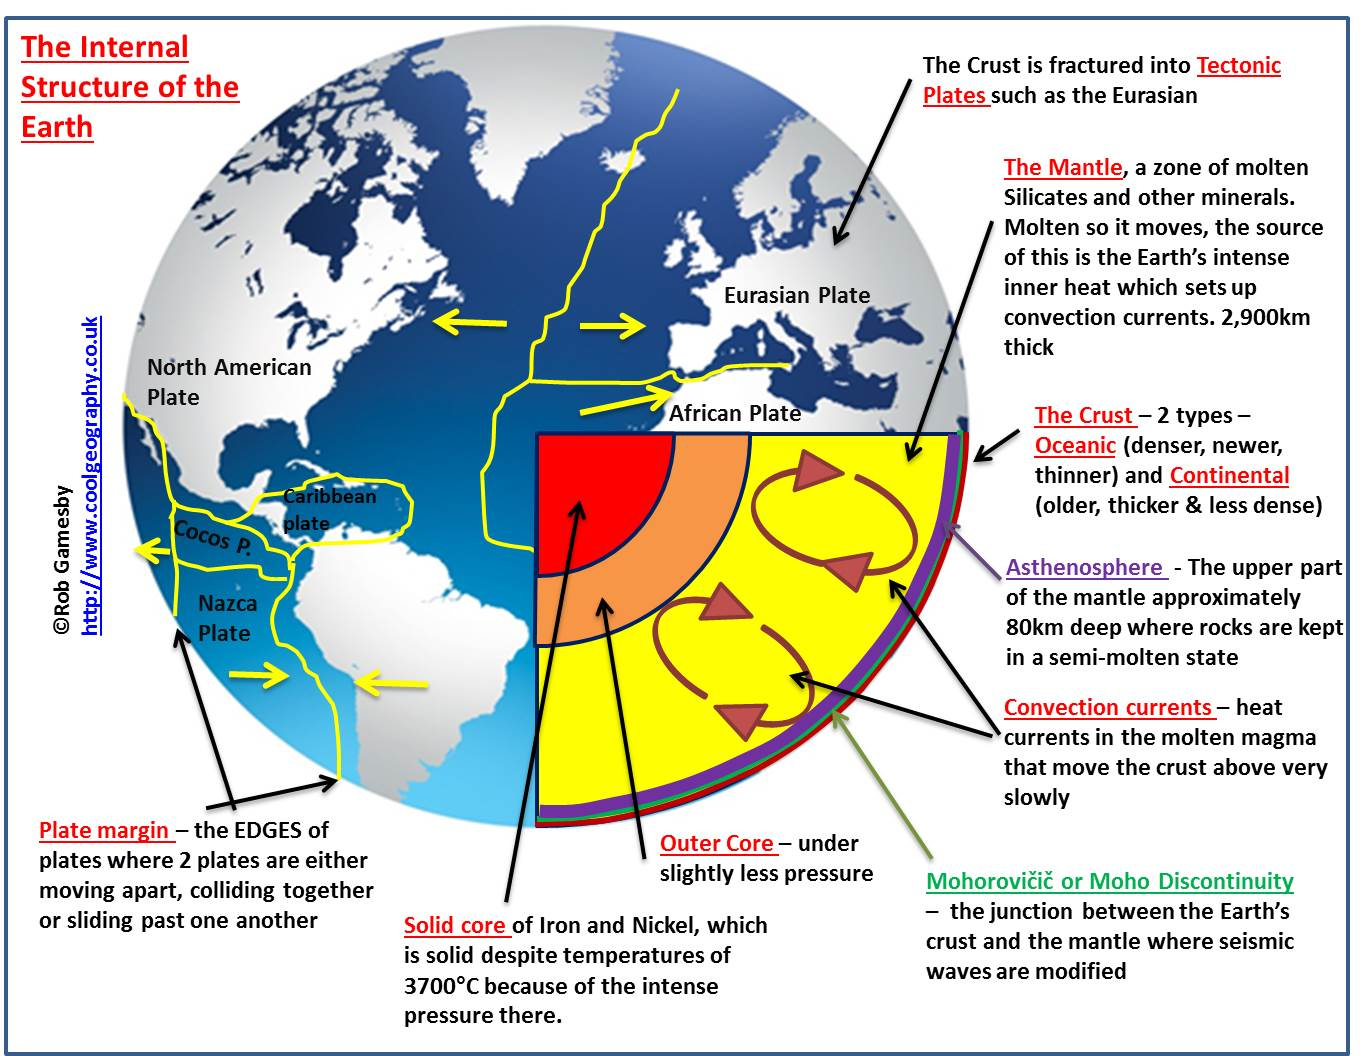 The Internal
Structure of the
Earth
The Crust is fractured into Tectonic
Plates such as the Eurasian
The Mantle, a zone of molten
Silicates and other minerals.
Molten so it moves, the source
of this is the Earth's intense
inner heat which sets up
convection currents. 2,900km
thick
Eurasian Plate
North American
Plate
African Plate
The Crust – 2 types –
Oceanic (denser, newer,
thinner) and Continental
(older, thicker & less dense)
Caribbean
plate
Cocos P.
Nazca
Plate
©Rob Gamesby
http://www.coolgeography.co.uk
Asthenosphere - The upper part
of the mantle approximately
80km deep where rocks are kept
in a semi-molten state
Convection currents – heat
currents in the molten magma
that move the crust above very
slowly
Plate margin – the EDGES of
plates where 2 plates are either
moving apart, colliding together
or sliding past one another
Outer Core – under
slightly less pressure
Solid core of Iron and Nickel, which
is solid despite temperatures of
3700°C because of the intense
pressure there.
Mohorovičič or Moho Discontinuity
– the junction between the Earth's
crust and the mantle where seismic
waves are modified